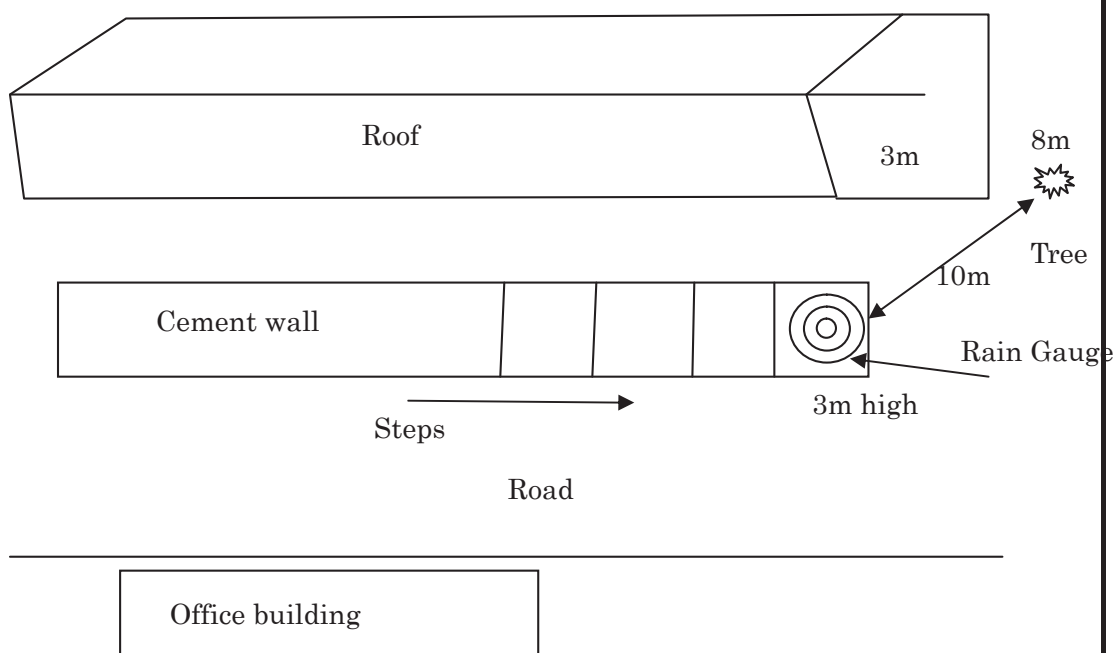 Roof
8m
3m
Tree
10m
Cement wall
Rain Gauge
3m high
Steps
Road
Office building